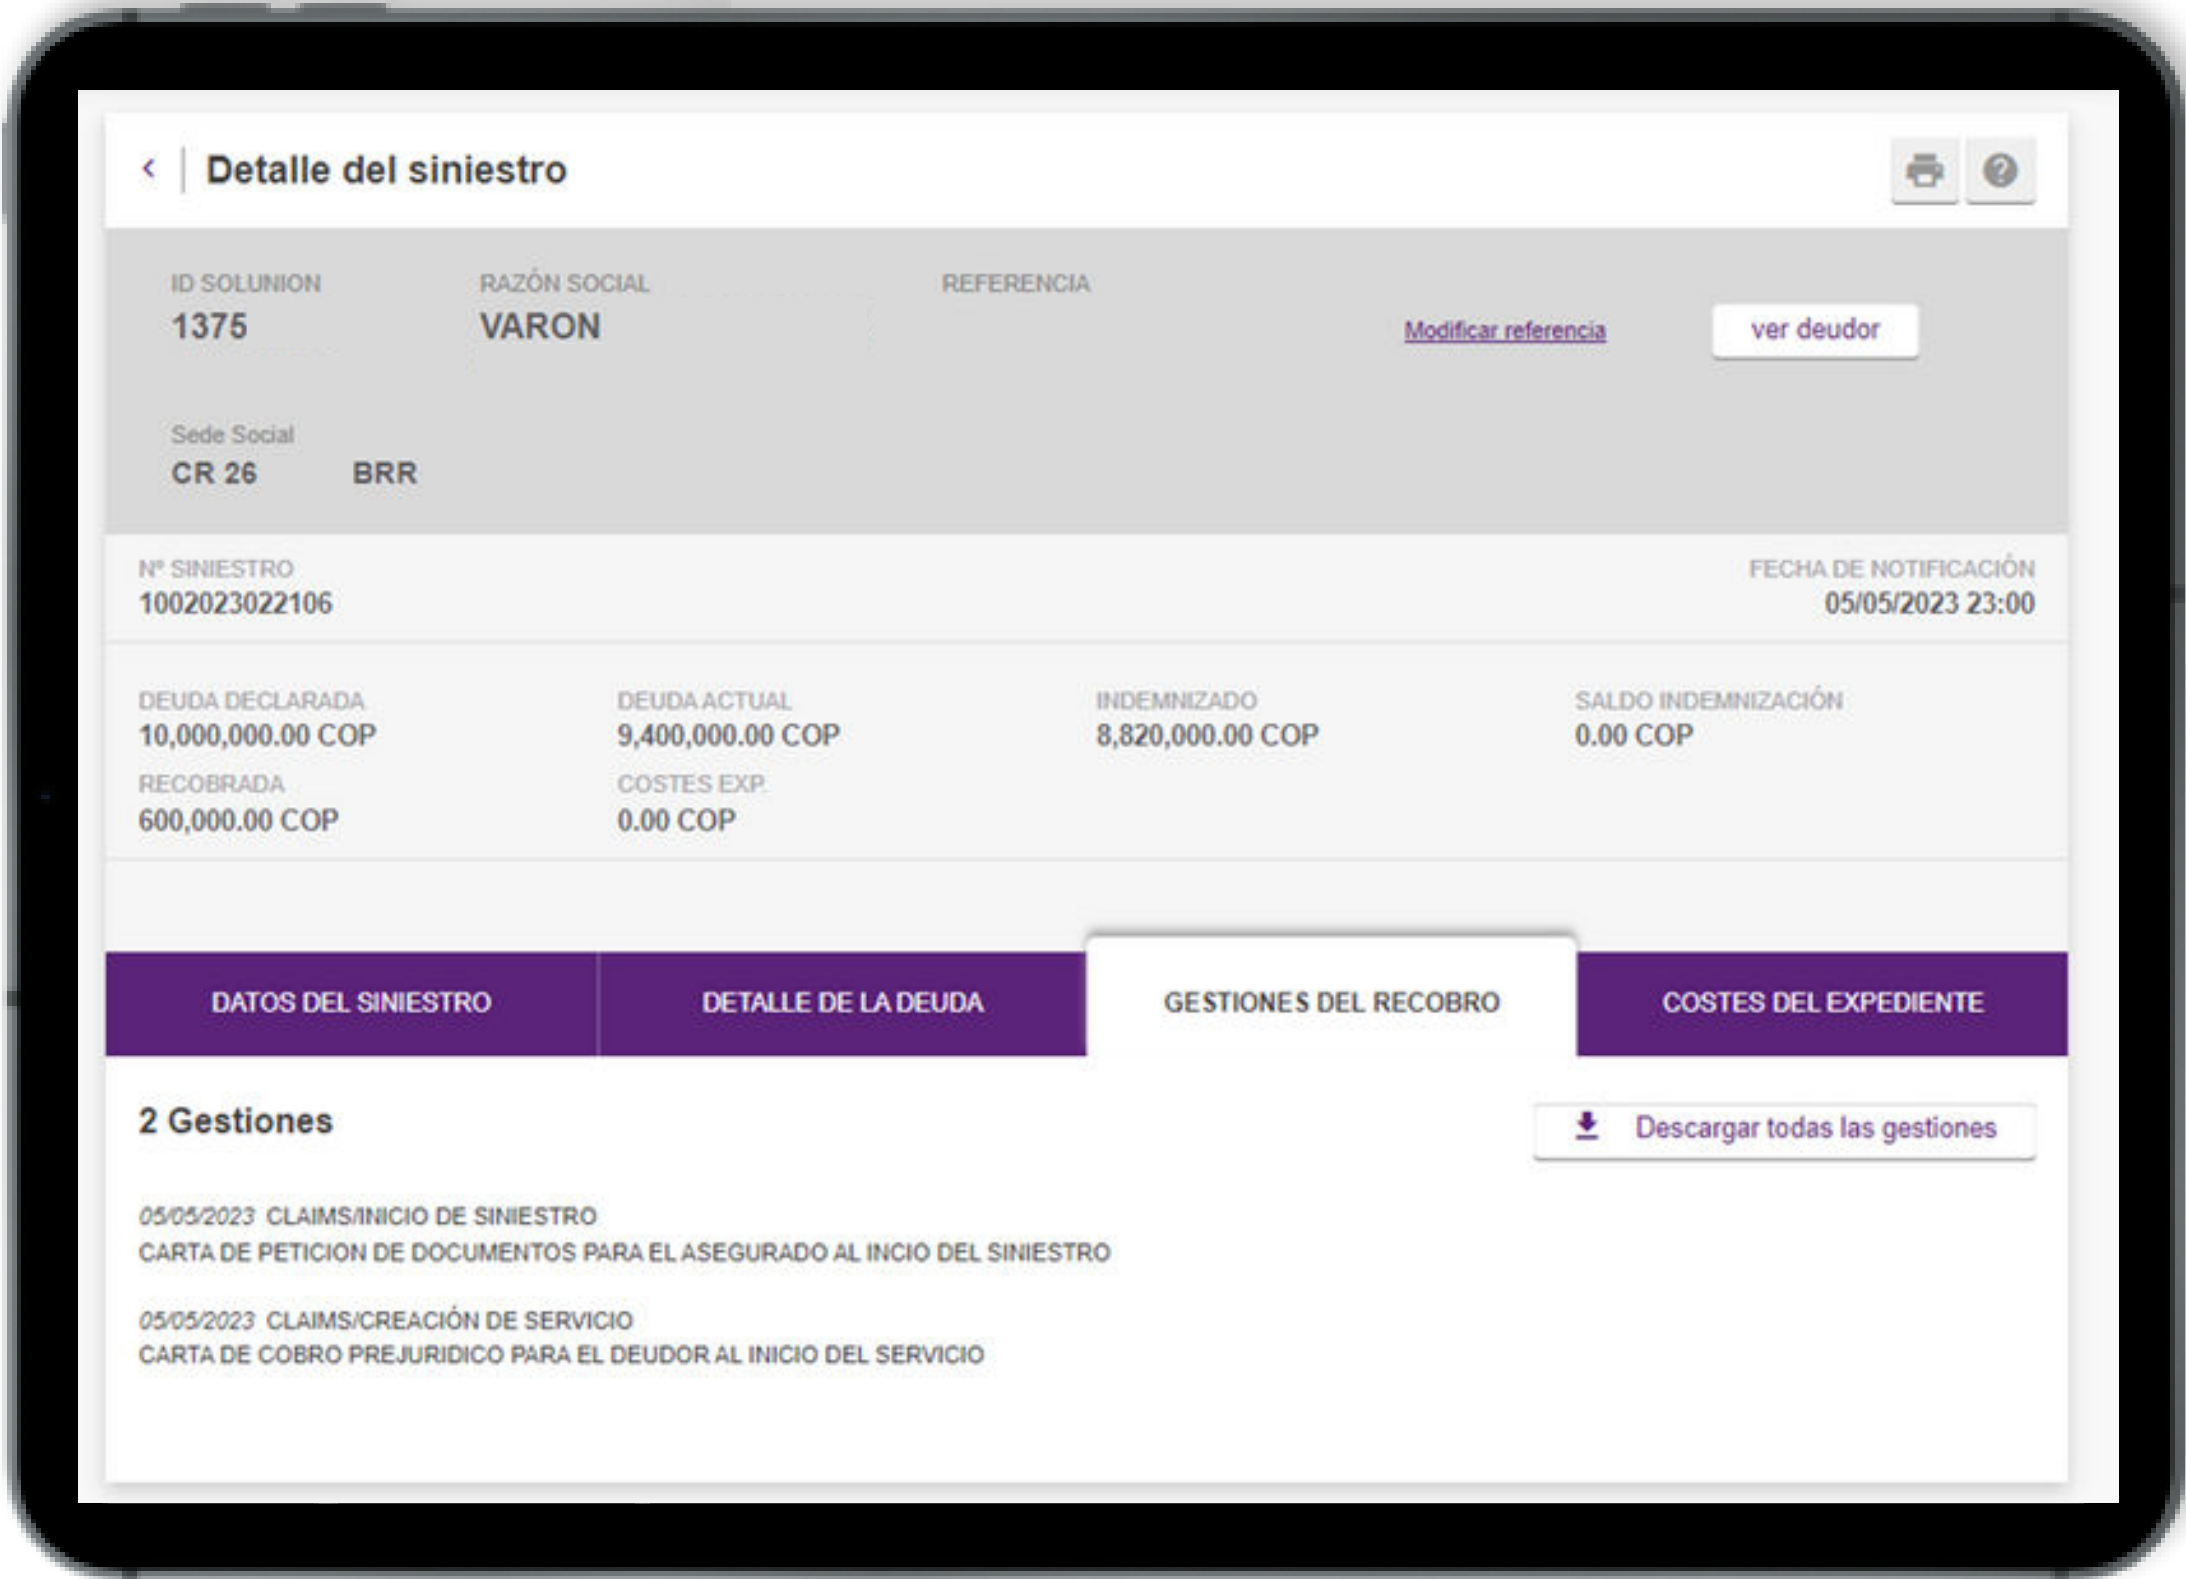 Detalle del siniestro
ID SOLUNION RAZÓN SOCIAL REFERENCIA
1375 VARON Modificar referencia ver deudor
Sede Social
CR 26 BRR
Nº SINIESTRO FECHA DE NOTIFICACIÓN
1002023022106 05/05/2023 23:00
DEUDA DECLARADA DEUDA ACTUAL INDEMNIZADO SALDO INDEMNIZACIÓN
10,000,000.00 COP 9,400,000.00 COP 8,820,000.00 COP 0.00 COP
RECOBRADA COSTES EXP.
600,000.00 COP 0.00 COP
DATOS DEL SINIESTRO DETALLE DE LA DEUDA GESTIONES DEL RECOBRO COSTES DEL EXPEDIENTE
2 Gestiones Descargar todas las gestiones
05/05/2023 CLAIMS/INICIO DE SINIESTRO
CARTA DE PETICION DE DOCUMENTOS PARA EL ASEGURADO AL INCIO DEL SINIESTRO
05/05/2023 CLAIMS/CREACIÓN DE SERVICIO
CARTA DE COBRO PREJURIDICO PARA EL DEUDOR AL INICIO DEL SERVICIO